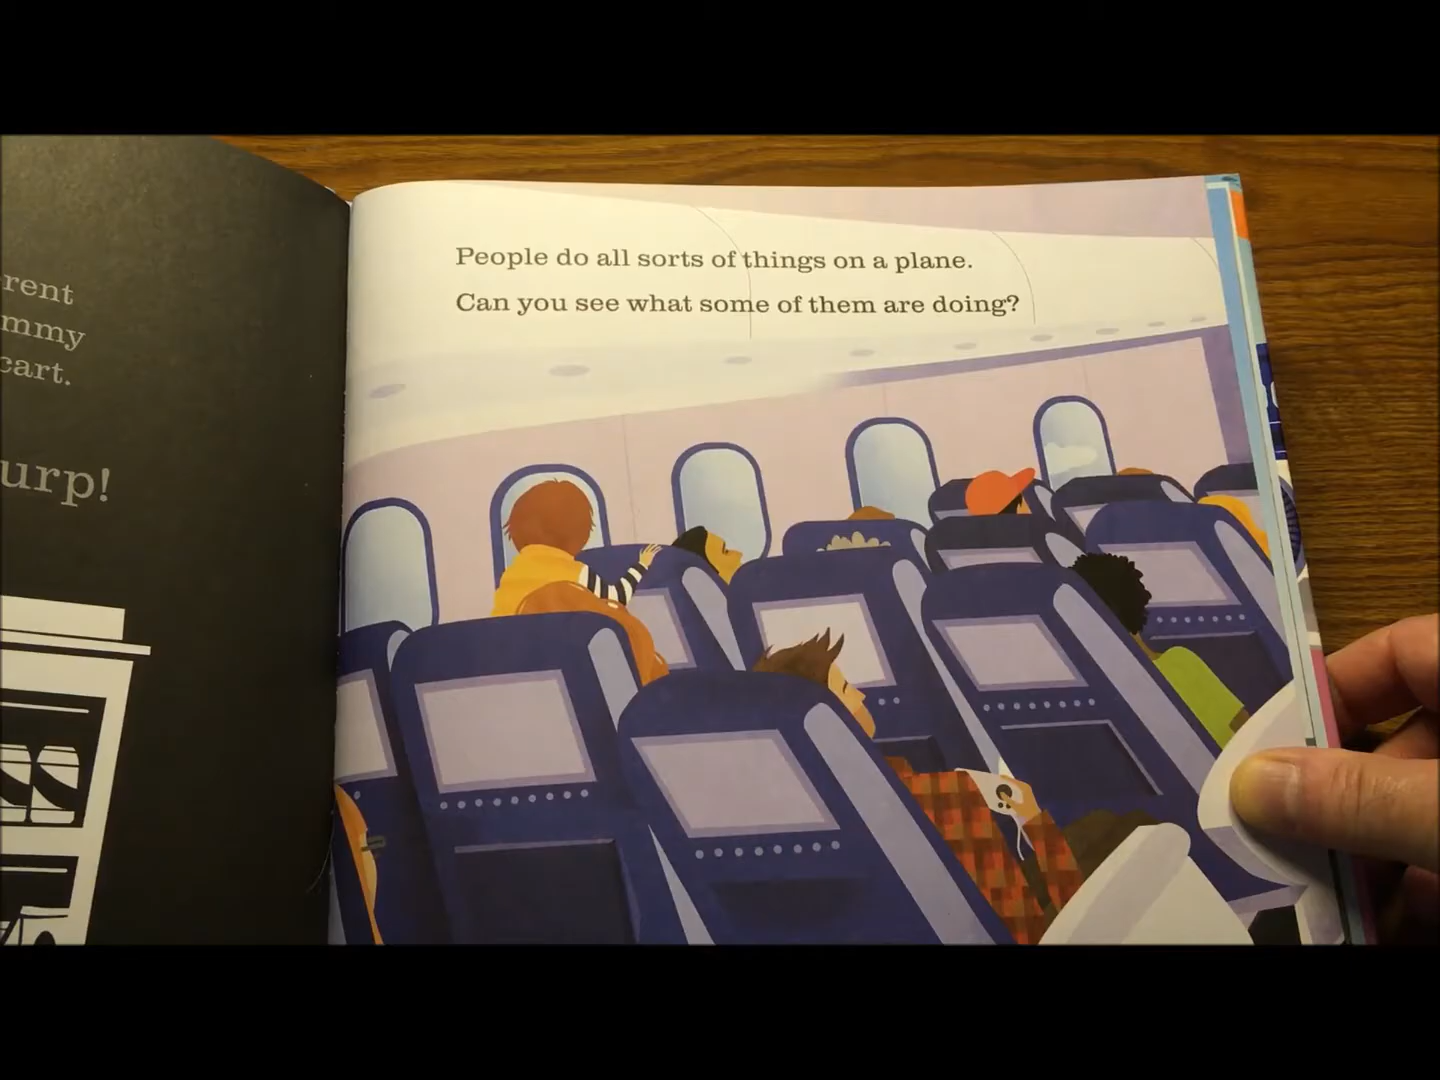 rent
mmy
cart.
urp!
People do all sorts of things on a plane.
Can you see what some of them are doing?